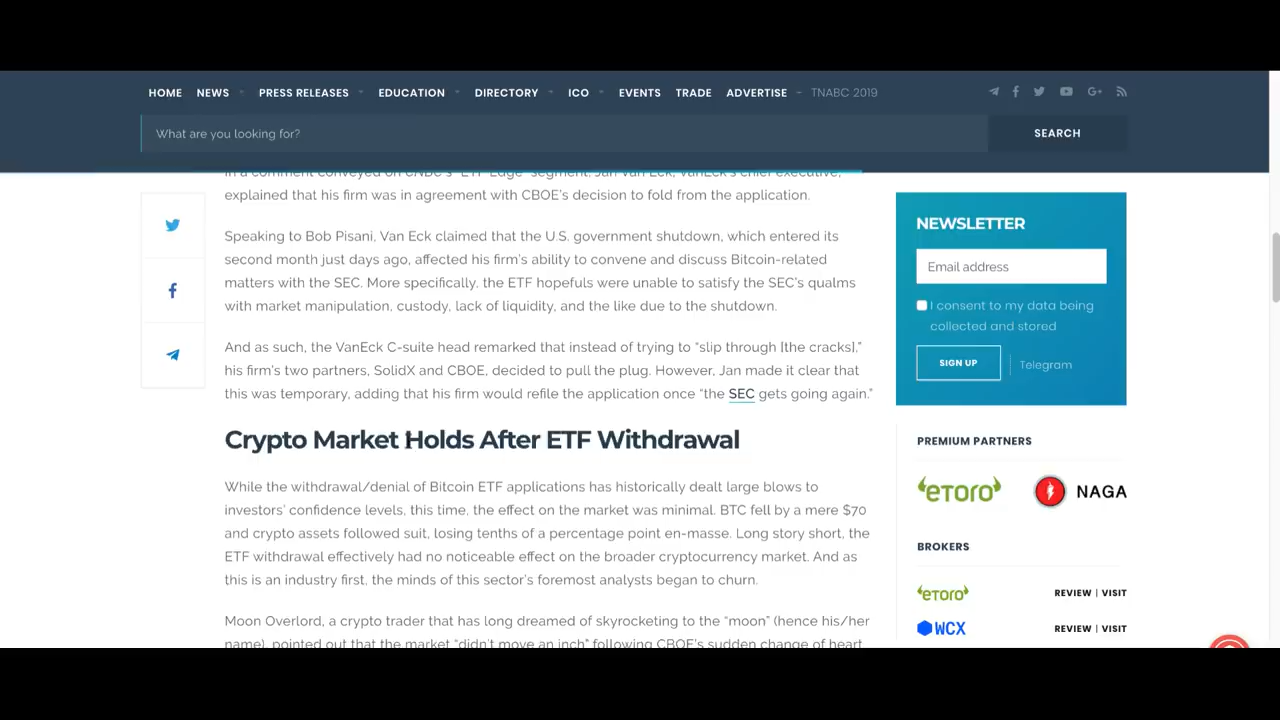 HOME NEWS PRESS RELEASES EDUCATION DIRECTORY ICO EVENTS TRADE ADVERTISE TNABC 2019
What are you looking for?
SEARCH
In a comment conveyed on CNBC's "ETF Edge" segment, Jan Van Eck, VanEck's chief executive,
explained that his firm was in agreement with CBOE's decision to fold from the application.
Speaking to Bob Pisani, Van Eck claimed that the U.S. government shutdown, which entered its
second month just days ago, affected his firm's ability to convene and discuss Bitcoin-related
matters with the SEC. More specifically, the ETF hopefuls were unable to satisfy the SEC's qualms
with market manipulation, custody, lack of liquidity, and the like due to the shutdown.
And as such, the VanEck C-suite head remarked that instead of trying to “slip through [the cracks],”
his firm's two partners, SolidX and CBOE, decided to pull the plug. However, Jan made it clear that
this was temporary, adding that his firm would refile the application once “the SEC gets going again.”
Crypto Market Holds After ETF Withdrawal
While the withdrawal/denial of Bitcoin ETF applications has historically dealt large blows to
investors' confidence levels, this time, the effect on the market was minimal. BTC fell by a mere $70
and crypto assets followed suit, losing tenths of a percentage point en-masse. Long story short, the
ETF withdrawal effectively had no noticeable effect on the broader cryptocurrency market. And as
this is an industry first, the minds of this sector's foremost analysts began to churn.
Moon Overlord, a crypto trader that has long dreamed of skyrocketing to the “moon” (hence his/her
name), pointed out that the market “didn't move an inch” following CBOE's sudden change of heart
NEWSLETTER
Email address
I consent to my data being
collected and stored
SIGN UP
Telegram
PREMIUM PARTNERS
eToro
NAGA
BROKERS
eToro REVIEW | VISIT
WCX REVIEW | VISIT